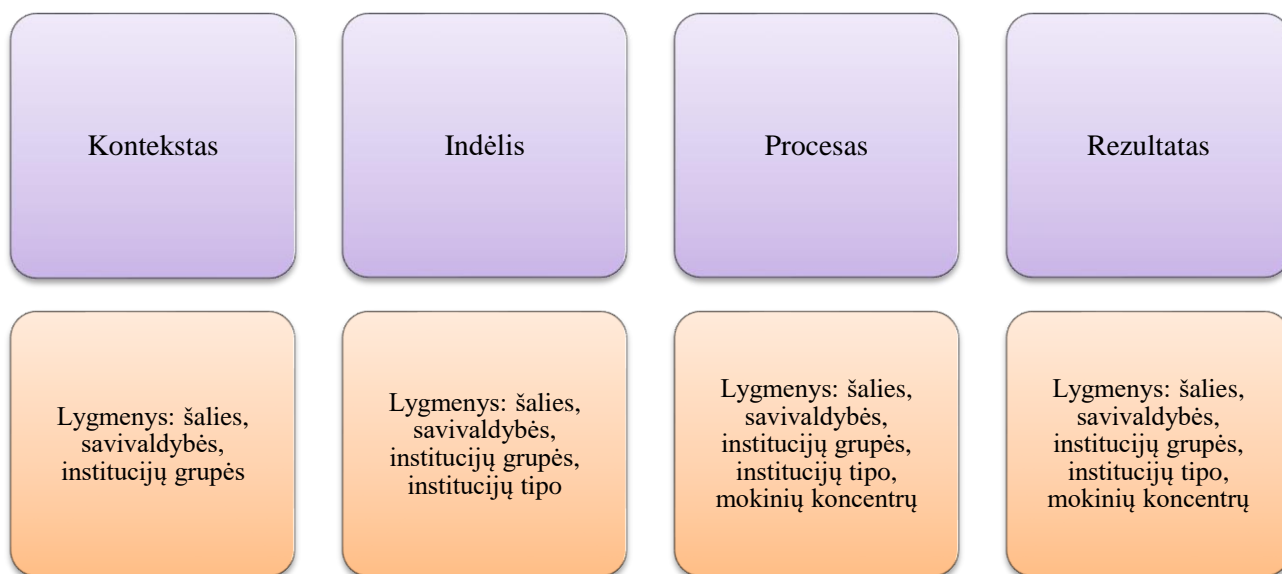 Kontekstas
Indėlis
Procesas
Rezultatas
Lygmenys: šalies,
savivaldybės,
institucijų grupės
Lygmenys: šalies,
savivaldybės,
institucijų grupės,
institucijų tipo
Lygmenys: šalies,
savivaldybės,
institucijų grupės,
institucijų tipo,
mokinių koncentrų
Lygmenys: šalies,
savivaldybės,
institucijų grupės,
institucijų tipo,
mokinių koncentrų